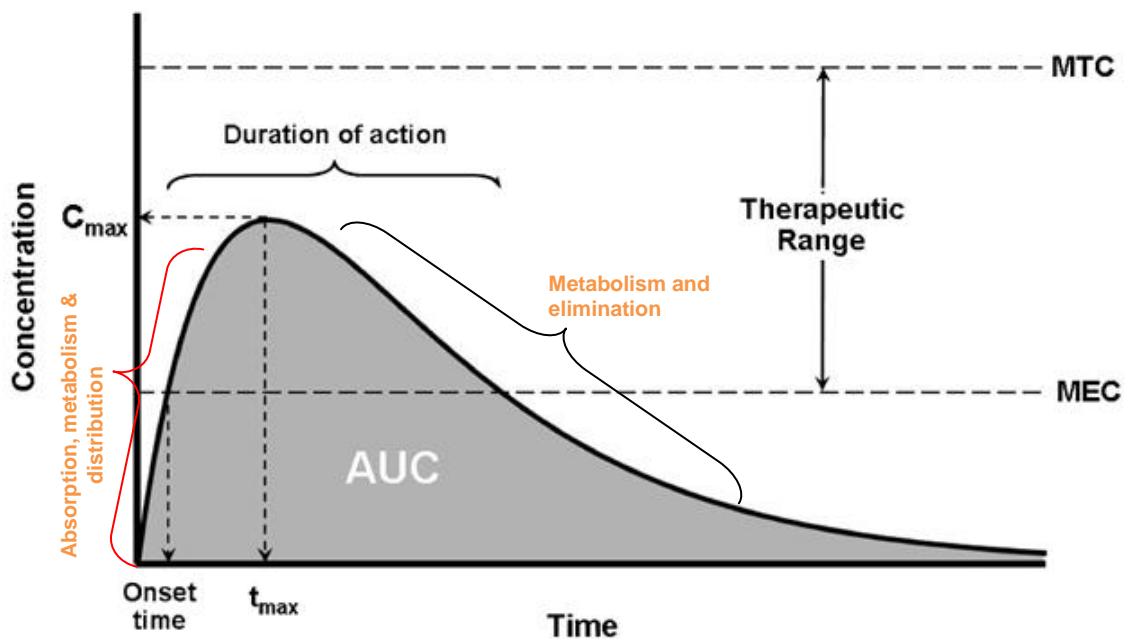 MTC
Duration of action
Concentration
Cmax
Therapeutic
Range
Absorption, metabolism &
distribution
Metabolism and
elimination
MEC
AUC
Onset
time
tmax
Time